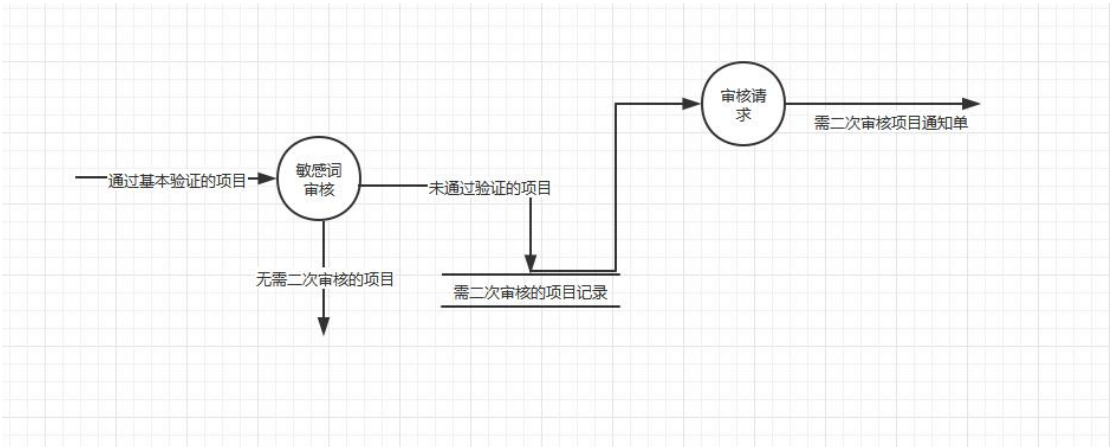 审核请
求
需二次审核项目通知单
敏感词
审核
通过基本验证的项目
未通过验证的项目
无需二次审核的项目
需二次审核的项目记录